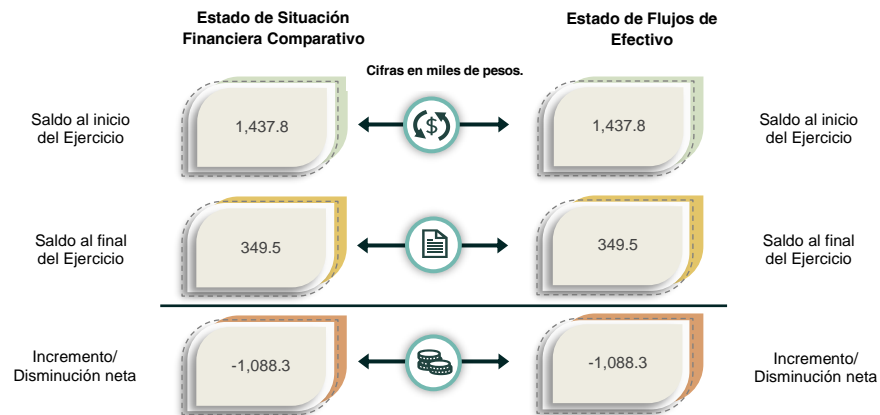 Estado de Situación
Financiera Comparativo
Estado de Flujos de
Efectivo
Cifras en miles de pesos.
Saldo al inicio
del Ejercicio
1,437.8
$
1,437.8
Saldo al inicio
del Ejercicio
Saldo al final
del Ejercicio
349.5
349.5
Saldo al final
del Ejercicio
Incremento/
Disminución neta
-1,088.3
-1,088.3
Incremento/
Disminución neta